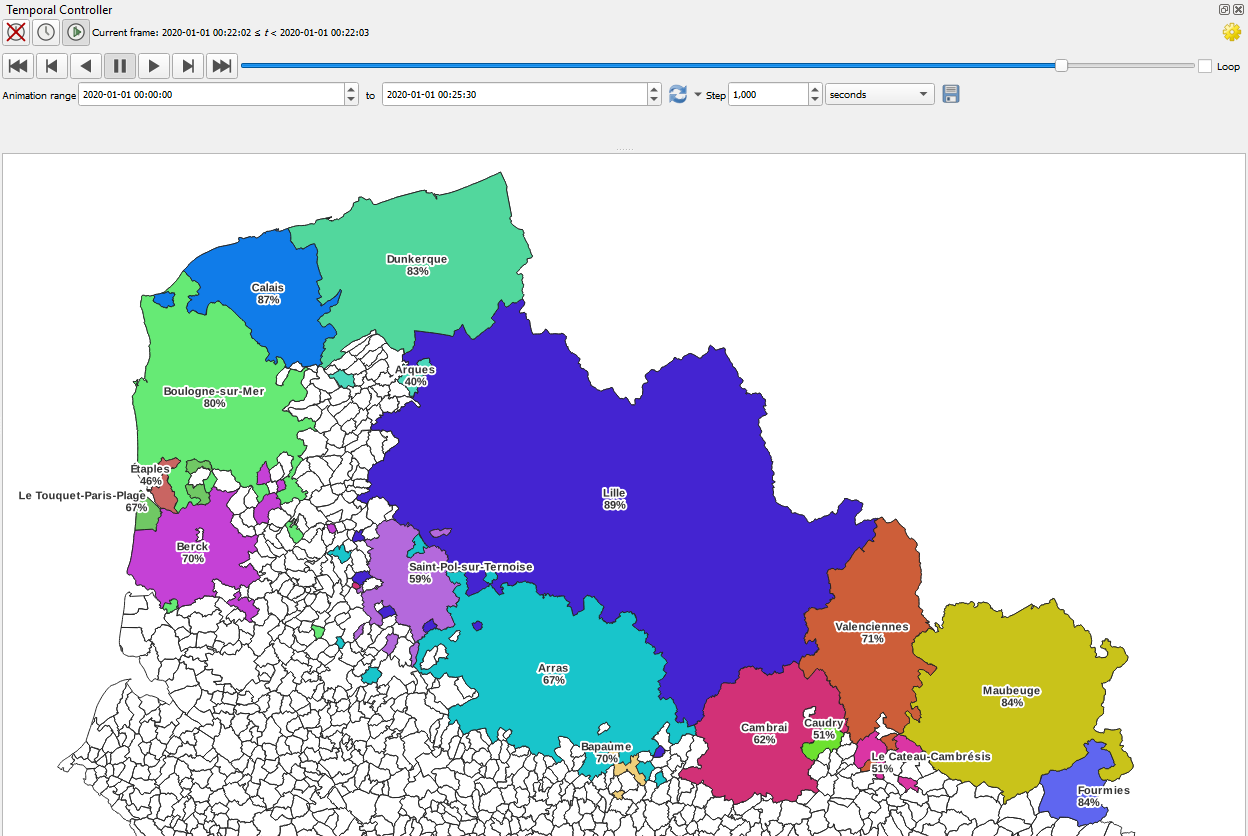 Temporal Controller
Current frame: 2020-01-01 00:22:02 ≤ t < 2020-01-01 00:22:03
Loop
Animation range 2020-01-01 00:00:00 to 2020-01-01 00:25:30 Step 1,000 seconds
Dunkerque
83%
Calais
87%
Arques
40%
Boulogne-sur-Mer
80%
Étaples
46%
Le Touquet-Paris-Plage
67%
Lille
89%
Berck
70%
Saint-Pol-sur-Ternoise
59%
Valenciennes
71%
Arras
67%
Maubeuge
84%
Cambrai
62%
Caudry
51%
Bapaume
70%
Le Cateau-Cambrésis
51%
Fourmies
84%